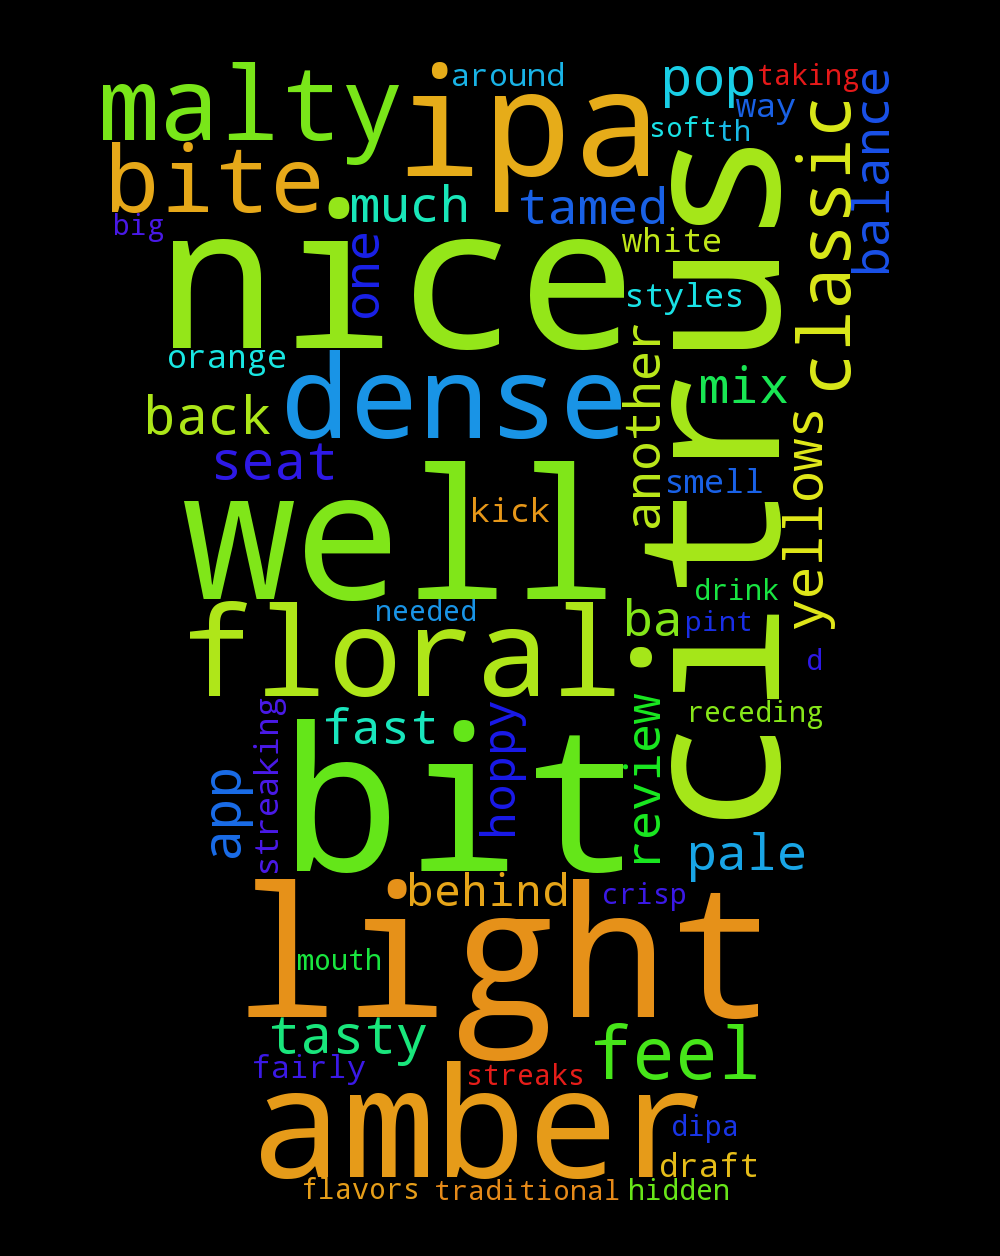 malty
ipa
around
pop
taking
way
soft
th
balance
classic
bite
much
tamed
citrus
big
nice
one
white
styles
orange
dense
another
mix
back
seat
yellows
well
kick
smell
needed
floral
drink
ba
pint
d
receding
fast
hoppy
review
streaking
app
bit
pale
behind
crisp
light
mouth
tasty
feel
fairly
streaks
amber
dipa
draft
flavors
traditional
hidden